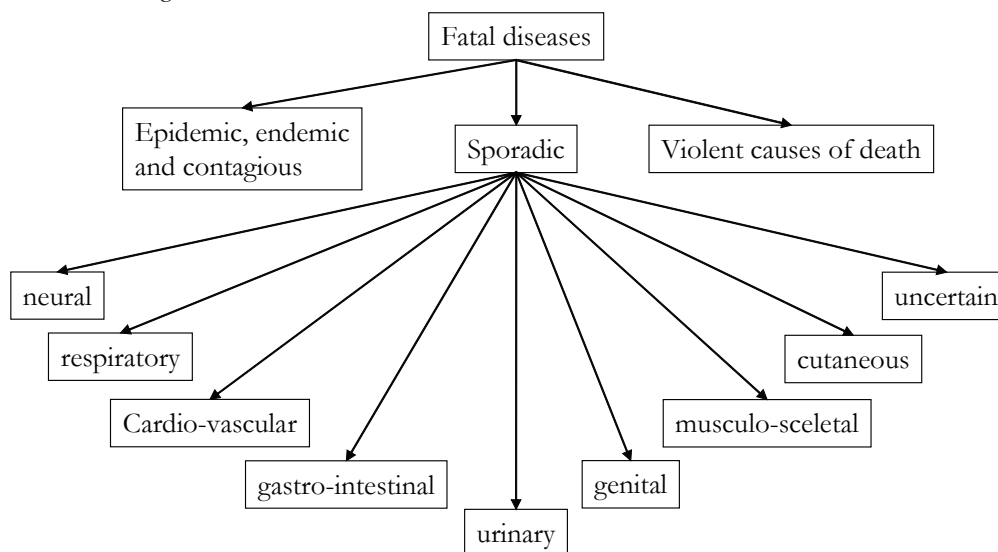 Fatal diseases
Epidemic, endemic
and contagious
Sporadic
Violent causes of death
neural
uncertain
respiratory
cutaneous
Cardio-vascular
musculo-sceletal
gastro-intestinal
genital
urinary